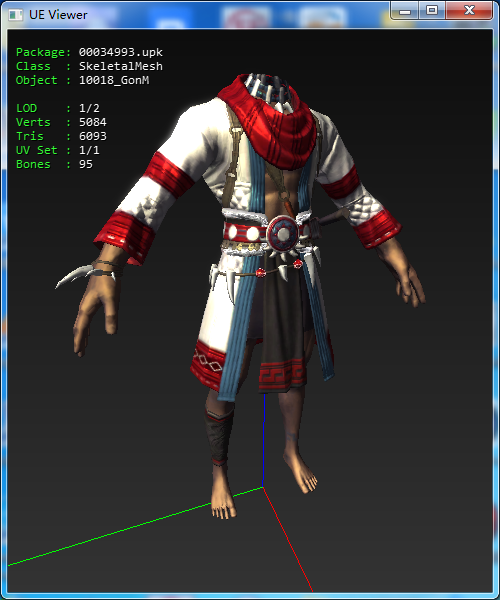 UE Viewer
Package: 00034993.upk
Class : SkeletalMesh
Object : 10018_GonM
LOD : 1/2
Verts : 5084
Tris : 6093
UV Set : 1/1
Bones : 95